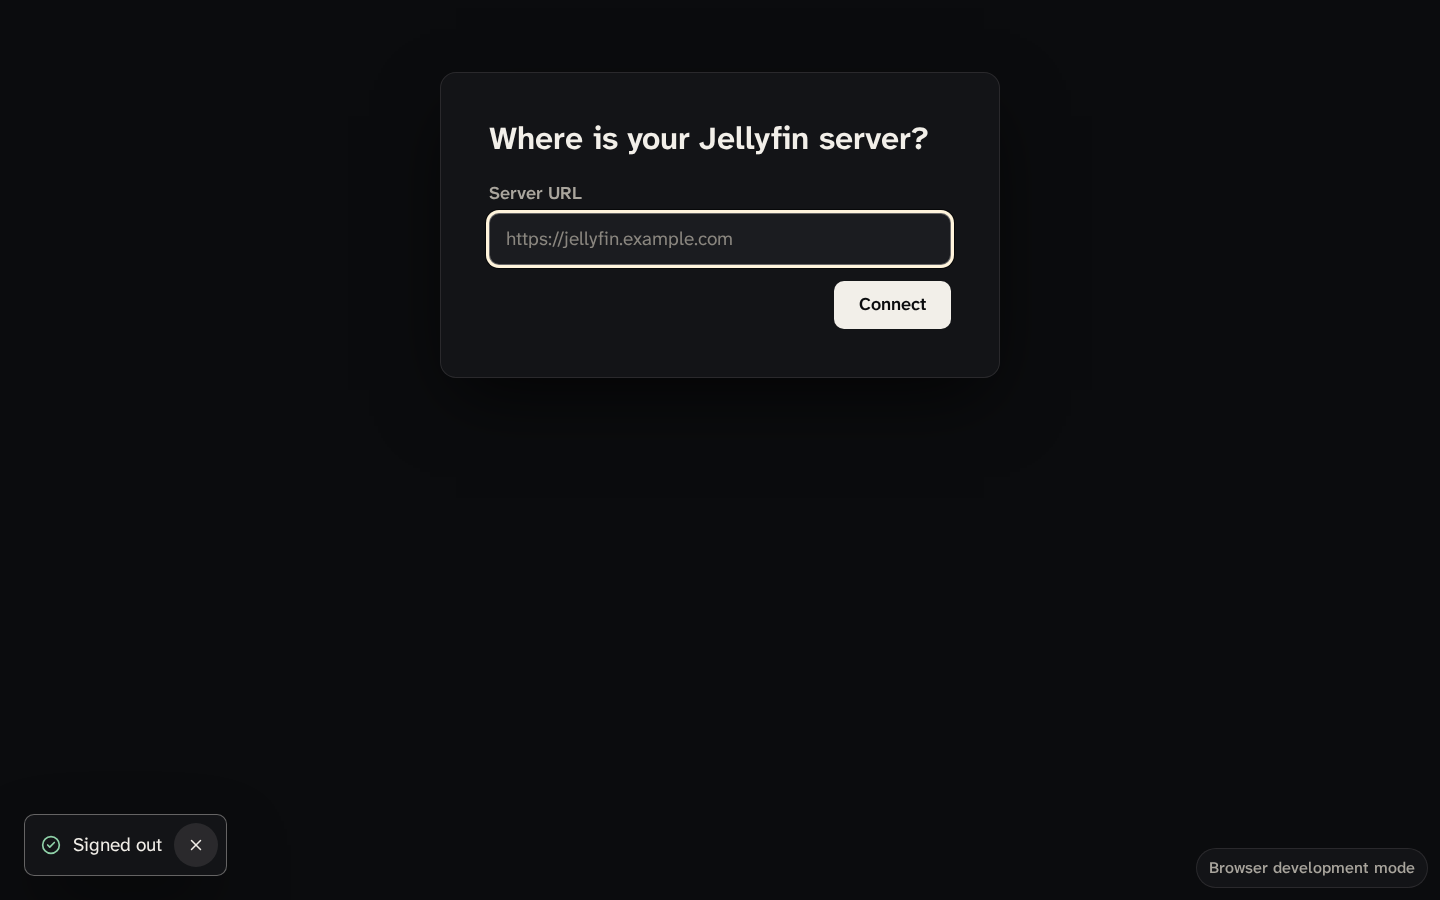 Where is your Jellyfin server?
Server URL
https://jellyfin.example.com
Connect
Signed out
Browser development mode